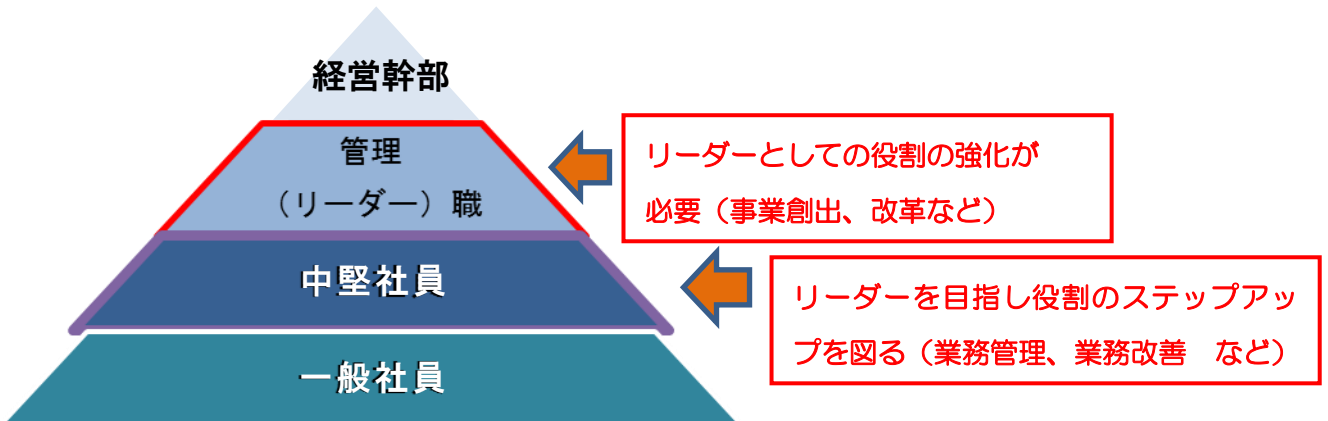 経営幹部
管理
（リーダー）職
リーダーとしての役割の強化が
必要（事業創出、改革など）
中堅社員
リーダーを目指し役割のステップアッ
プを図る（業務管理、業務改善　など）
一般社員